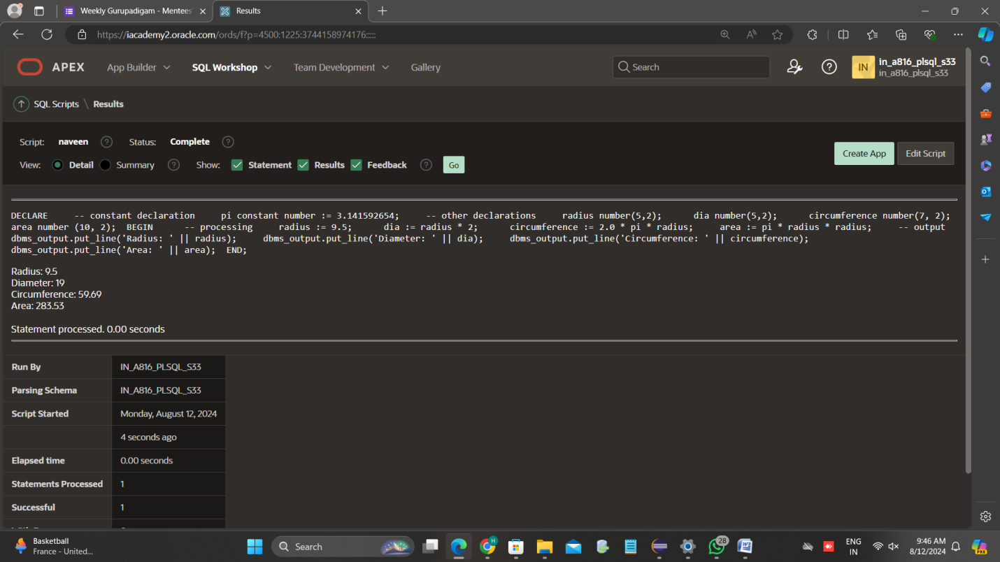 Weekly Gurupadigam - Mentees
Results
https://iacademy2.oracle.com/ords/f?p=4500:1225:3744158974176:::::
APEX
App Builder
SQL Workshop
Team Development
Gallery
Search
IN
in_a816_plsql_s33
in_a816_plsql_s33
SQL Scripts \ Results
Script: naveen ? Status: Complete ?
View: Detail Summary ? Show: Statement Results Feedback ? Go
Create App
Edit Script
DECLARE -- constant declaration pi constant number := 3.141592654; -- other declarations radius number(5,2); dia number(5,2); circumference number(7, 2);
area number (10, 2); BEGIN -- processing radius := 9.5; dia := radius * 2; circumference := 2.0 * pi * radius; area := pi * radius * radius; -- output
dbms_output.put_line('Radius: ' || radius); dbms_output.put_line('Diameter: ' || dia); dbms_output.put_line('Circumference: ' || circumference);
dbms_output.put_line('Area: ' || area); END;
Radius: 9.5
Diameter: 19
Circumference: 59.69
Area: 283.53
Statement processed. 0.00 seconds
Run By IN_A816_PLSQL_S33
Parsing Schema IN_A816_PLSQL_S33
Script Started Monday, August 12, 2024
4 seconds ago
Elapsed time 0.00 seconds
Statements Processed 1
Successful 1
Basketball
France - United...
Search
H
28
ENG
IN
9:46 AM
8/12/2024
PRE